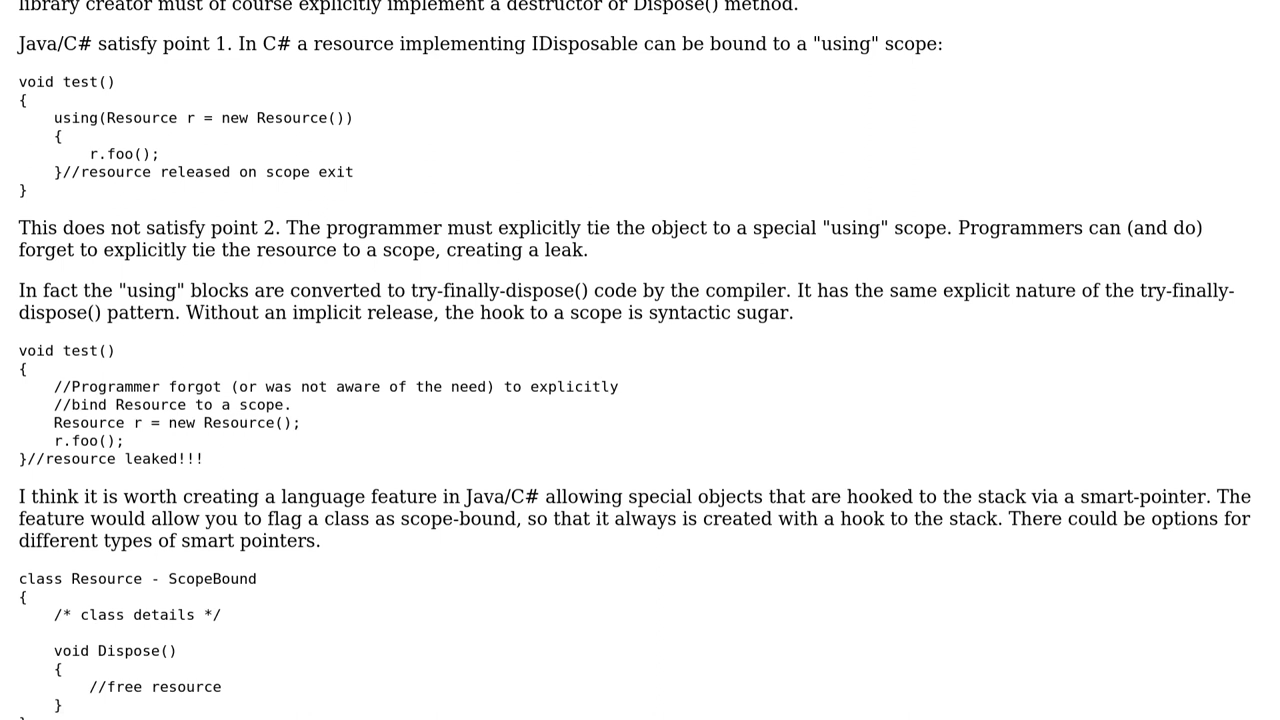 library creator must of course explicitly implement a destructor or Dispose() method.
Java/C# satisfy point 1. In C# a resource implementing IDisposable can be bound to a "using" scope:
void test()
{
    using(Resource r = new Resource())
    {
        r.foo();
    }//resource released on scope exit
}
This does not satisfy point 2. The programmer must explicitly tie the object to a special "using" scope. Programmers can (and do)
forget to explicitly tie the resource to a scope, creating a leak.
In fact the "using" blocks are converted to try-finally-dispose() code by the compiler. It has the same explicit nature of the try-finally-
dispose() pattern. Without an implicit release, the hook to a scope is syntactic sugar.
void test()
{
    //Programmer forgot (or was not aware of the need) to explicitly
    //bind Resource to a scope.
    Resource r = new Resource();
    r.foo();
}//resource leaked!!!
I think it is worth creating a language feature in Java/C# allowing special objects that are hooked to the stack via a smart-pointer. The
feature would allow you to flag a class as scope-bound, so that it always is created with a hook to the stack. There could be options for
different types of smart pointers.
class Resource - ScopeBound
{
    /* class details */
    void Dispose()
    {
        //free resource
    }
}